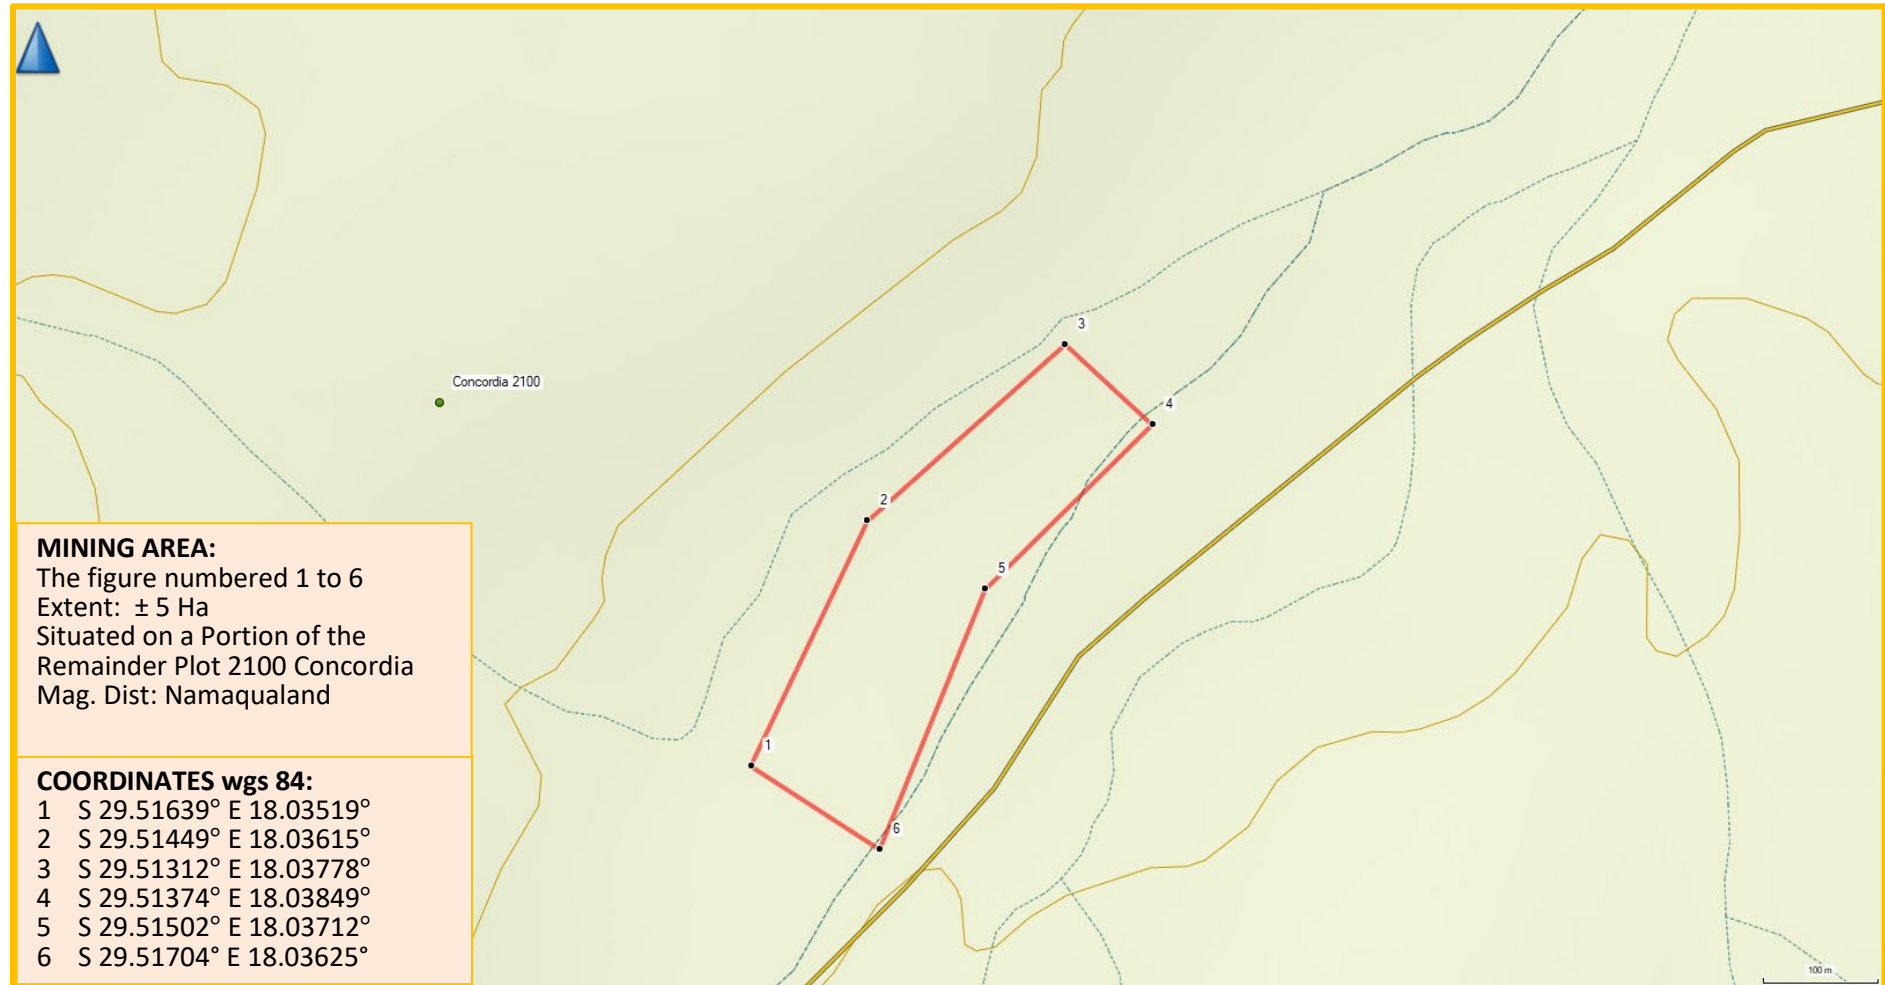 3
Concordia 2100
4
2
5
1
6
MINING AREA:
The figure numbered 1 to 6
Extent: ± 5 Ha
Situated on a Portion of the
Remainder Plot 2100 Concordia
Mag. Dist: Namaqualand
COORDINATES wgs 84:
1 S 29.51639° E 18.03519°
2 S 29.51449° E 18.03615°
3 S 29.51312° E 18.03778°
4 S 29.51374° E 18.03849°
5 S 29.51502° E 18.03712°
6 S 29.51704° E 18.03625°
100 m